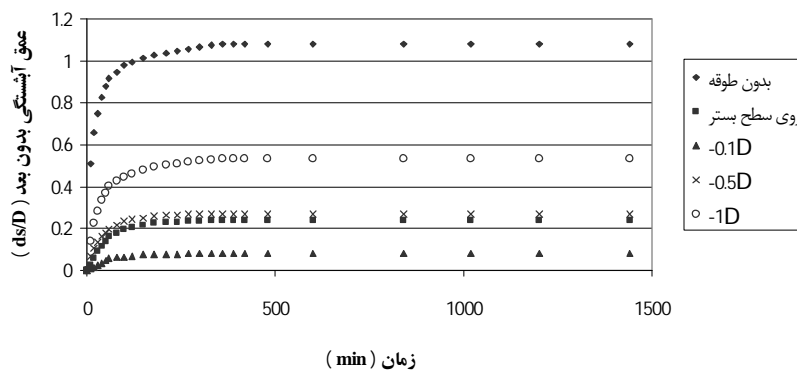 عمق آبشستگی بدون بعد ( ds/D )
1.2
1
0.8
0.6
0.4
0.2
0
0
500
1000
1500
زمان ( min )
بدون طوقه
روی سطح بستر
-0.1D
-0.5D
-1D